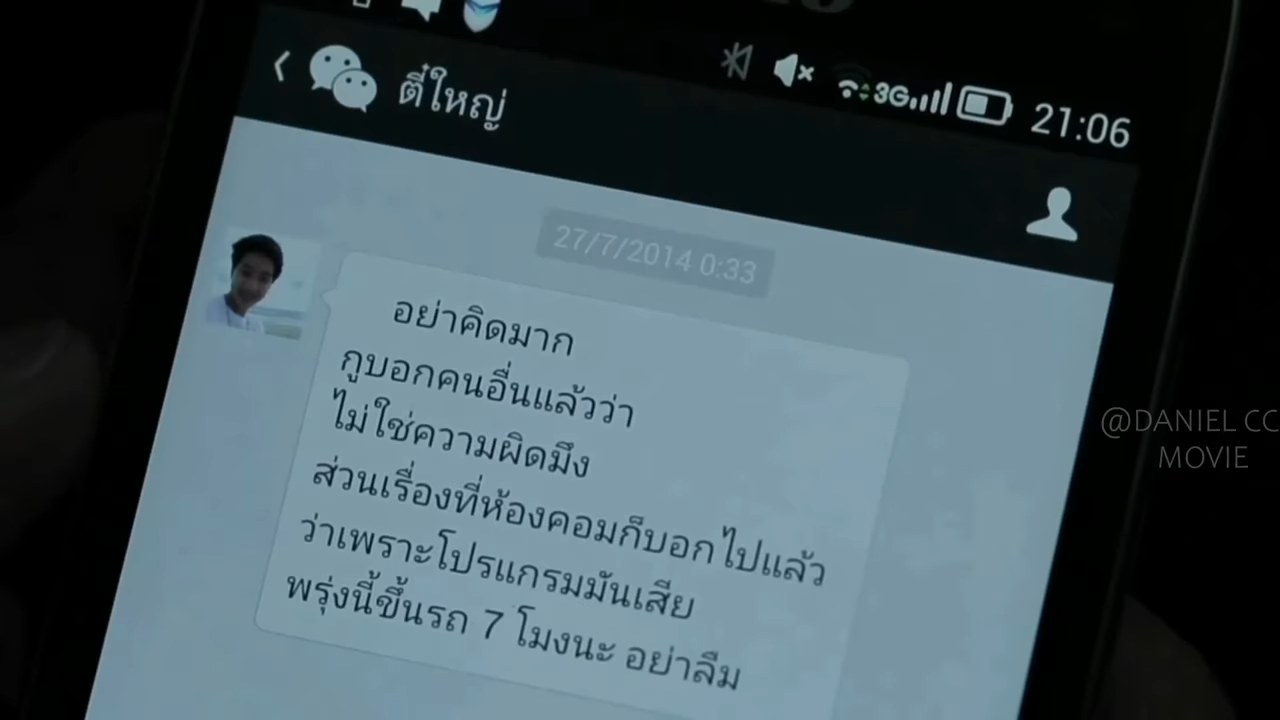 3G 21:06
ตี๋ใหญ่
27/7/2014 0:33
อย่าคิดมาก
กูบอกคนอื่นแล้วว่า
ไม่ใช่ความผิดมึง
ส่วนเรื่องที่ห้องคอมก็บอกไปแล้ว
ว่าเพราะโปรแกรมมันเสีย
พรุ่งนี้ขึ้นรถ 7 โมงนะ อย่าลืม
@DANIEL CC
MOVIE